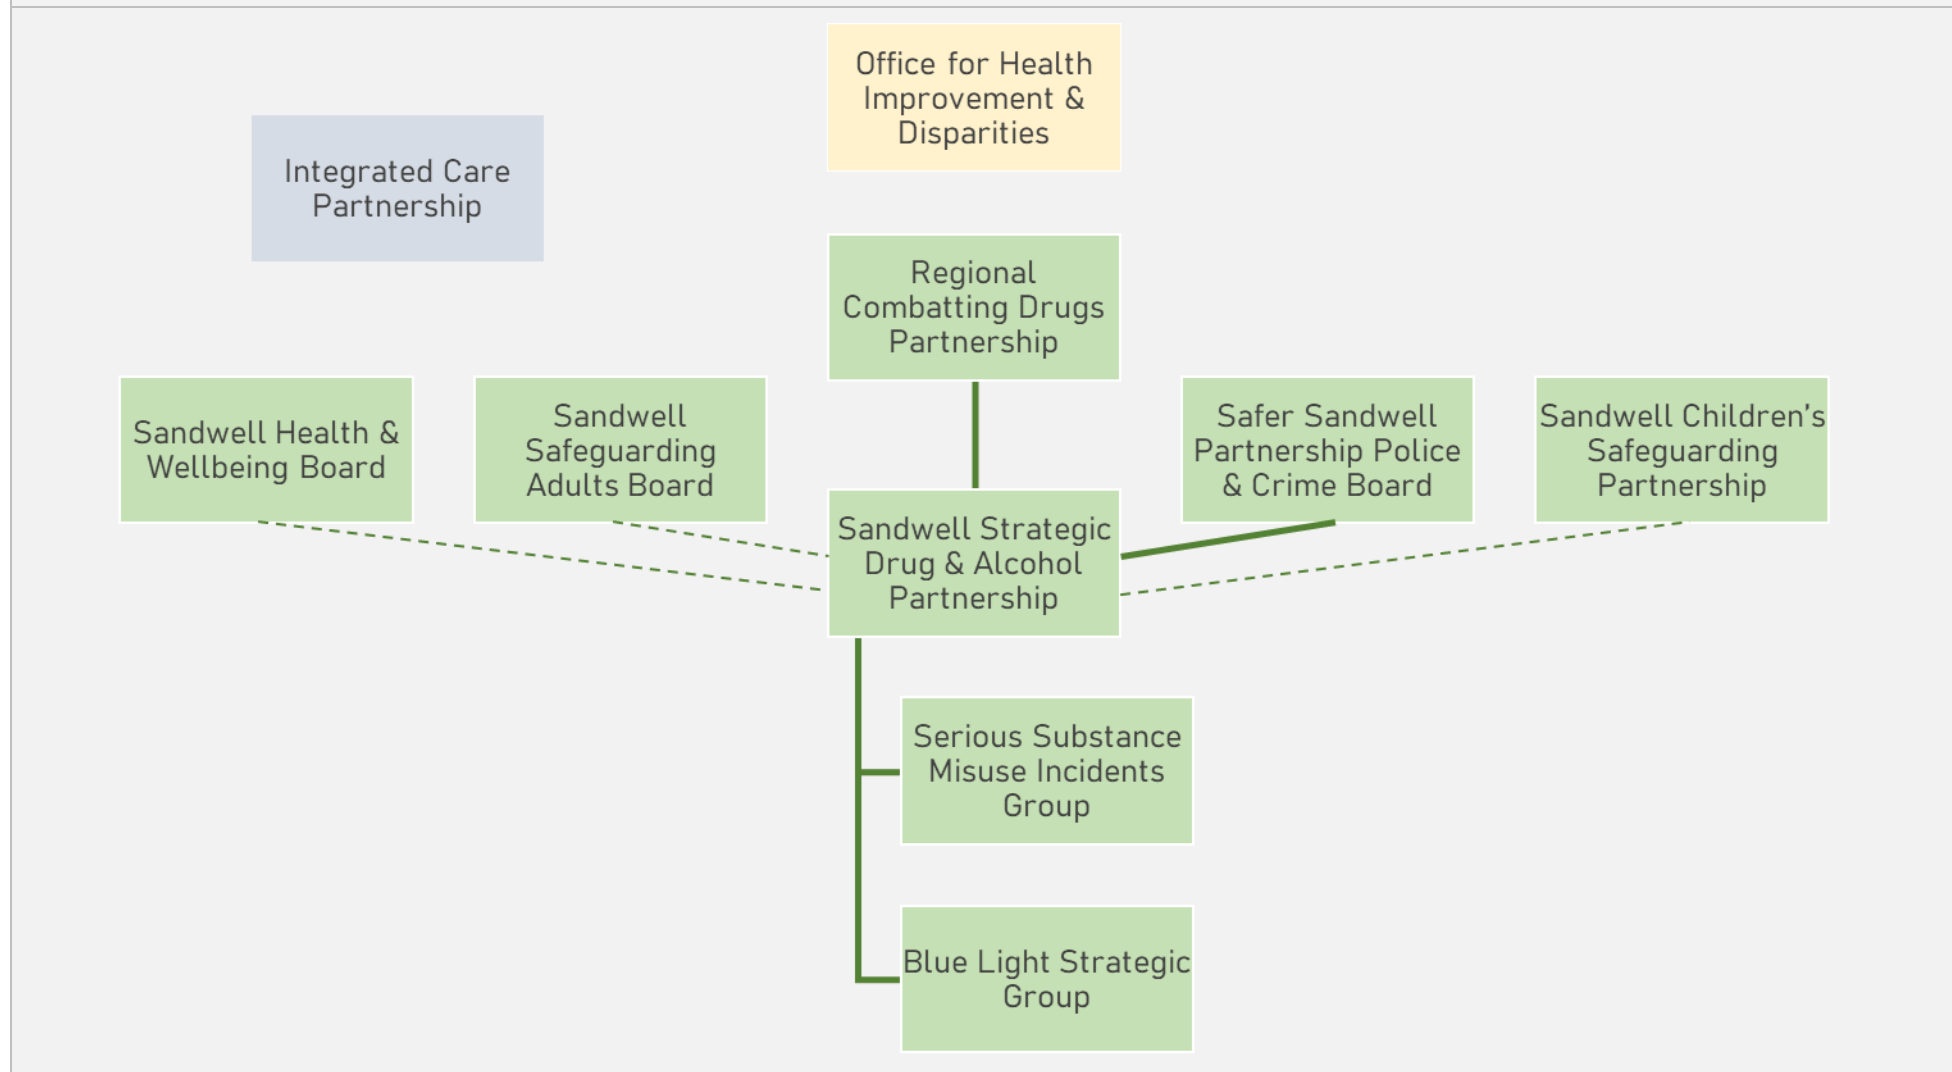 Office for Health
Improvement &
Disparities
Integrated Care
Partnership
Regional
Combatting Drugs
Partnership
Sandwell Health &
Wellbeing Board
Sandwell
Safeguarding
Adults Board
Safer Sandwell
Partnership Police
& Crime Board
Sandwell Children's
Safeguarding
Partnership
Sandwell Strategic
Drug & Alcohol
Partnership
Serious Substance
Misuse Incidents
Group
Blue Light Strategic
Group